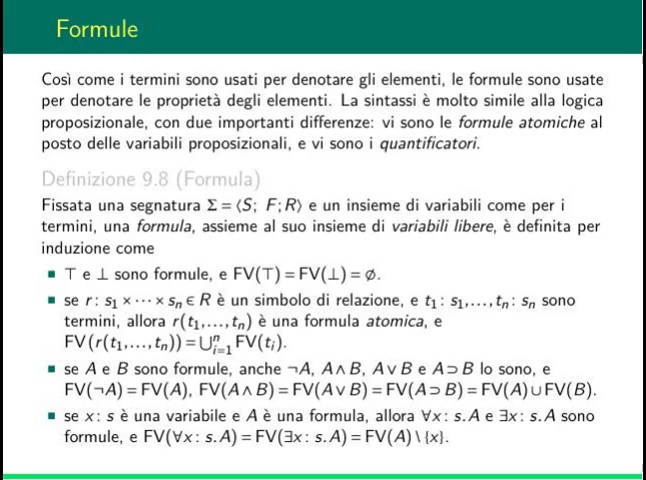 Formule
Così come i termini sono usati per denotare gli elementi, le formule sono usate
per denotare le proprietà degli elementi. La sintassi è molto simile alla logica
proposizionale, con due importanti differenze: vi sono le formule atomiche al
posto delle variabili proposizionali, e vi sono i quantificatori.
Definizione 9.8 (Formula)
Fissata una segnatura Σ = ⟨S; F; R⟩ e un insieme di variabili come per i
termini, una formula, assieme al suo insieme di variabili libere, è definita per
induzione come
■ ⊤ e ⊥ sono formule, e FV(⊤) = FV(⊥) = ∅.
■ se r: s₁ × ⋯ × sₙ ∈ R è un simbolo di relazione, e t₁: s₁,…, tₙ: sₙ sono
termini, allora r(t₁,…, tₙ) è una formula atomica, e
FV(r(t₁,…, tₙ)) = ⋃ⁿᵢ₌₁ FV(tᵢ).
■ se A e B sono formule, anche ¬A, A ∧ B, A ∨ B e A ⊃ B lo sono, e
FV(¬A) = FV(A), FV(A ∧ B) = FV(A ∨ B) = FV(A ⊃ B) = FV(A) ∪ FV(B).
■ se x: s è una variabile e A è una formula, allora ∀x: s. A e ∃x: s. A sono
formule, e FV(∀x: s. A) = FV(∃x: s. A) = FV(A) \ {x}.